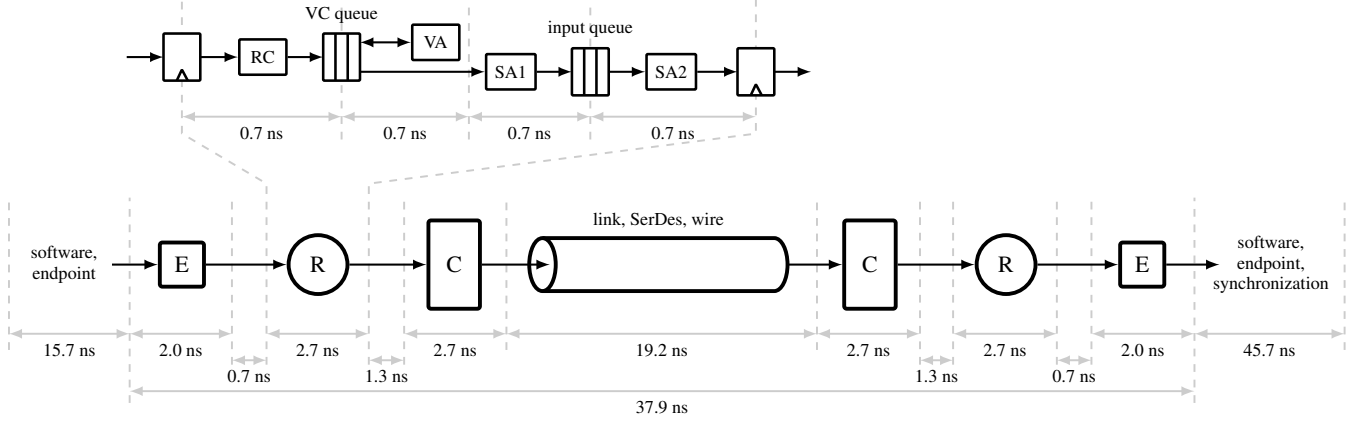 VC queue
input queue
RC
VA
SA1
SA2
0.7 ns
0.7 ns
0.7 ns
0.7 ns
link, SerDes, wire
software,
endpoint
E
R
C
C
R
E
software,
endpoint,
synchronization
15.7 ns
2.0 ns
2.7 ns
2.7 ns
19.2 ns
2.7 ns
2.7 ns
2.0 ns
45.7 ns
0.7 ns
1.3 ns
1.3 ns
0.7 ns
37.9 ns